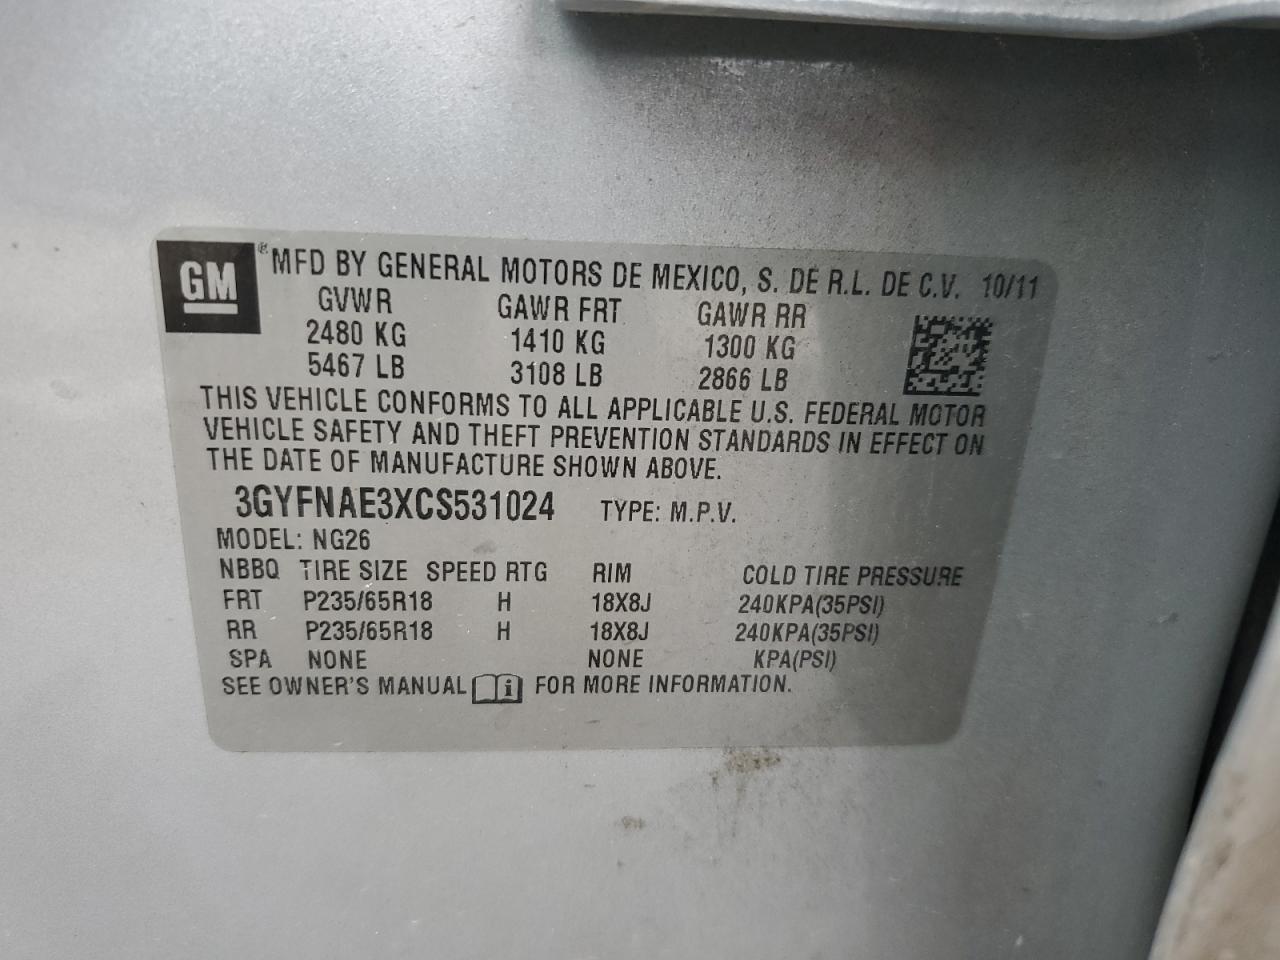 GM ® MFD BY GENERAL MOTORS DE MEXICO, S. DE R.L. DE C.V. 10/11
GVWR GAWR FRT GAWR RR
2480 KG 1410 KG 1300 KG
5467 LB 3108 LB 2866 LB
THIS VEHICLE CONFORMS TO ALL APPLICABLE U.S. FEDERAL MOTOR
VEHICLE SAFETY AND THEFT PREVENTION STANDARDS IN EFFECT ON
THE DATE OF MANUFACTURE SHOWN ABOVE.
3GYFNAE3XCS531024 TYPE: M.P.V.
MODEL: NG26
NBBQ TIRE SIZE SPEED RTG RIM COLD TIRE PRESSURE
FRT P235/65R18 H 18X8J 240KPA(35PSI)
RR P235/65R18 H 18X8J 240KPA(35PSI)
SPA NONE NONE KPA(PSI)
SEE OWNER'S MANUAL i FOR MORE INFORMATION.